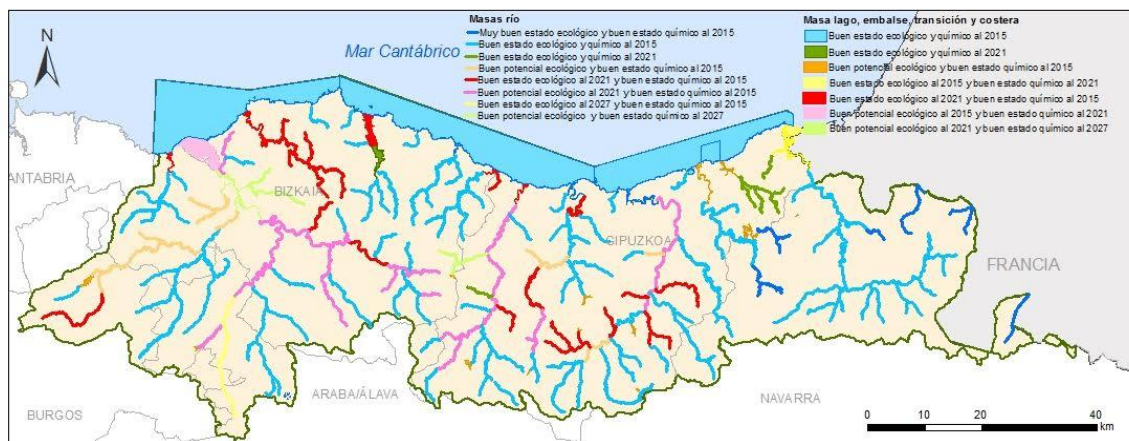 N
Mar Cantábrico
Masas río
Muy buen estado ecológico y buen estado químico al 2015
Buen estado ecológico y químico al 2015
Buen estado ecológico y químico al 2021
Buen potencial ecológico y buen estado químico al 2015
Buen estado ecológico al 2021 y buen estado químico al 2015
Buen potencial ecológico al 2021 y buen estado químico al 2015
Buen estado ecológico al 2027 y buen estado químico al 2015
Buen potencial ecológico y buen estado químico al 2027
Masa lago, embalse, transición y costera
Buen estado ecológico y químico al 2015
Buen estado ecológico y químico al 2021
Buen potencial ecológico y buen estado químico al 2015
Buen estado ecológico al 2015 y buen estado químico al 2021
Buen estado ecológico al 2021 y buen estado químico al 2015
Buen potencial ecológico al 2015 y buen estado químico al 2021
Buen potencial ecológico al 2021 y buen estado químico al 2027
ANTABRIA
BIZKAIA
GIPUZKOA
FRANCIA
ARABA/ÁLAVA
NAVARRA
BURGOS
0 10 20 40
km